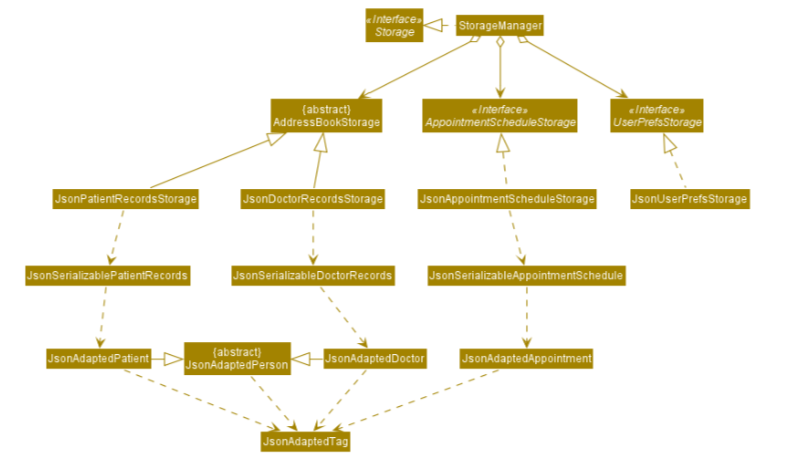 «Interface»
Storage
StorageManager
{abstract}
AddressBookStorage
«Interface»
AppointmentScheduleStorage
«Interface»
UserPrefsStorage
JsonPatientRecordsStorage
JsonDoctorRecordsStorage
JsonAppointmentScheduleStorage
JsonUserPrefsStorage
JsonSerializablePatientRecords
JsonSerializableDoctorRecords
JsonSerializableAppointmentSchedule
JsonAdaptedPatient
{abstract}
JsonAdaptedPerson
JsonAdaptedDoctor
JsonAdaptedAppointment
JsonAdaptedTag